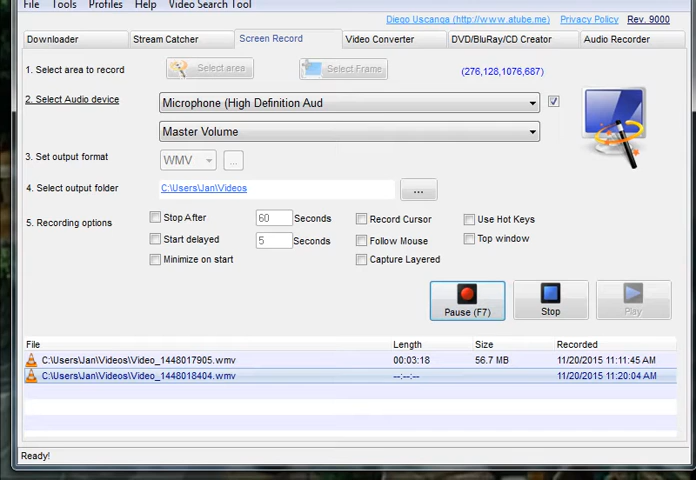 File Tools Profiles Help Video Search Tool
Diego Uscanga (http://www.atube.me) Privacy Policy Rev. 9000
Downloader Stream Catcher Screen Record Video Converter DVD/BluRay/CD Creator Audio Recorder
1. Select area to record Select area Select Frame (276,128,1076,687)
2. Select Audio device Microphone (High Definition Aud
Master Volume
3. Set output format WMV ...
4. Select output folder C:\Users\Jan\Videos ...
5. Recording options Stop After 60 Seconds Record Cursor Use Hot Keys
Start delayed 5 Seconds Follow Mouse Top window
Minimize on start Capture Layered
Pause (F7) Stop Play
File Length Size Recorded
C:\Users\Jan\Videos\Video_1448017905.wmv 00:03:18 56.7 MB 11/20/2015 11:11:45 AM
C:\Users\Jan\Videos\Video_1448018404.wmv --:--:-- 11/20/2015 11:20:04 AM
Ready!